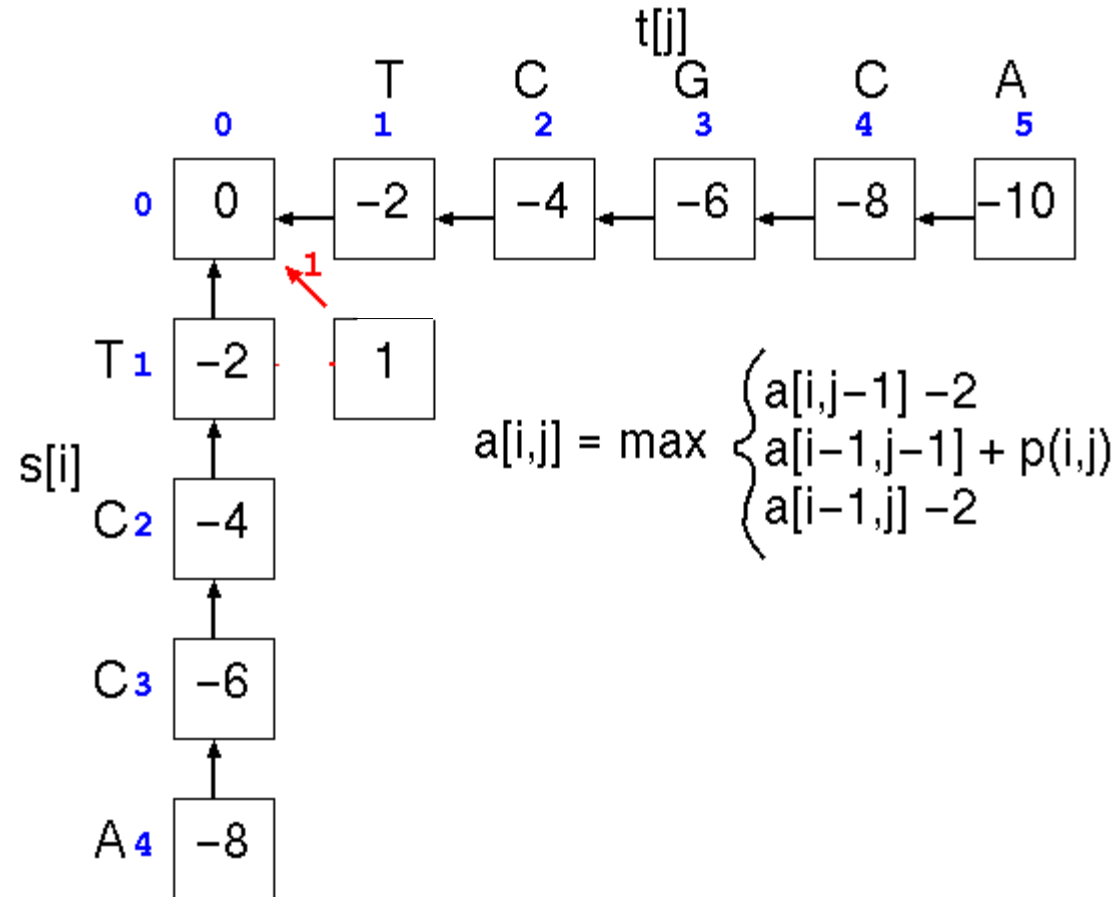 t[j]
T C G C A
0 1 2 3 4 5
0 0 −2 −4 −6 −8 −10
1
T 1 −2 1
a[i,j−1] −2
a[i,j] = max a[i−1,j−1] + p(i,j)
a[i−1,j] −2
s[i]
C 2 −4
C 3 −6
A 4 −8